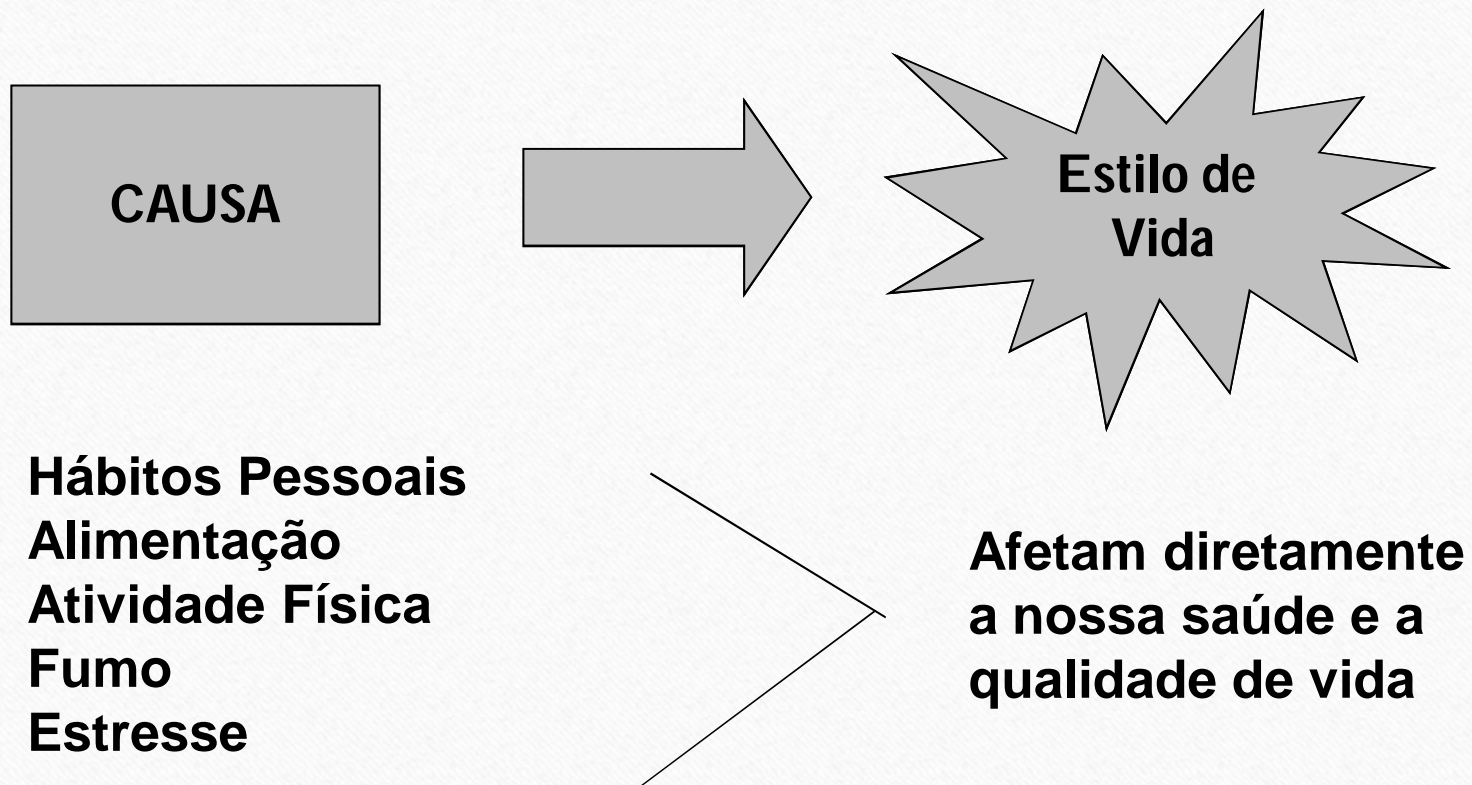 CAUSA
Estilo de
Vida
Hábitos Pessoais
Alimentação
Atividade Física
Fumo
Estresse
Afetam diretamente
a nossa saúde e a
qualidade de vida